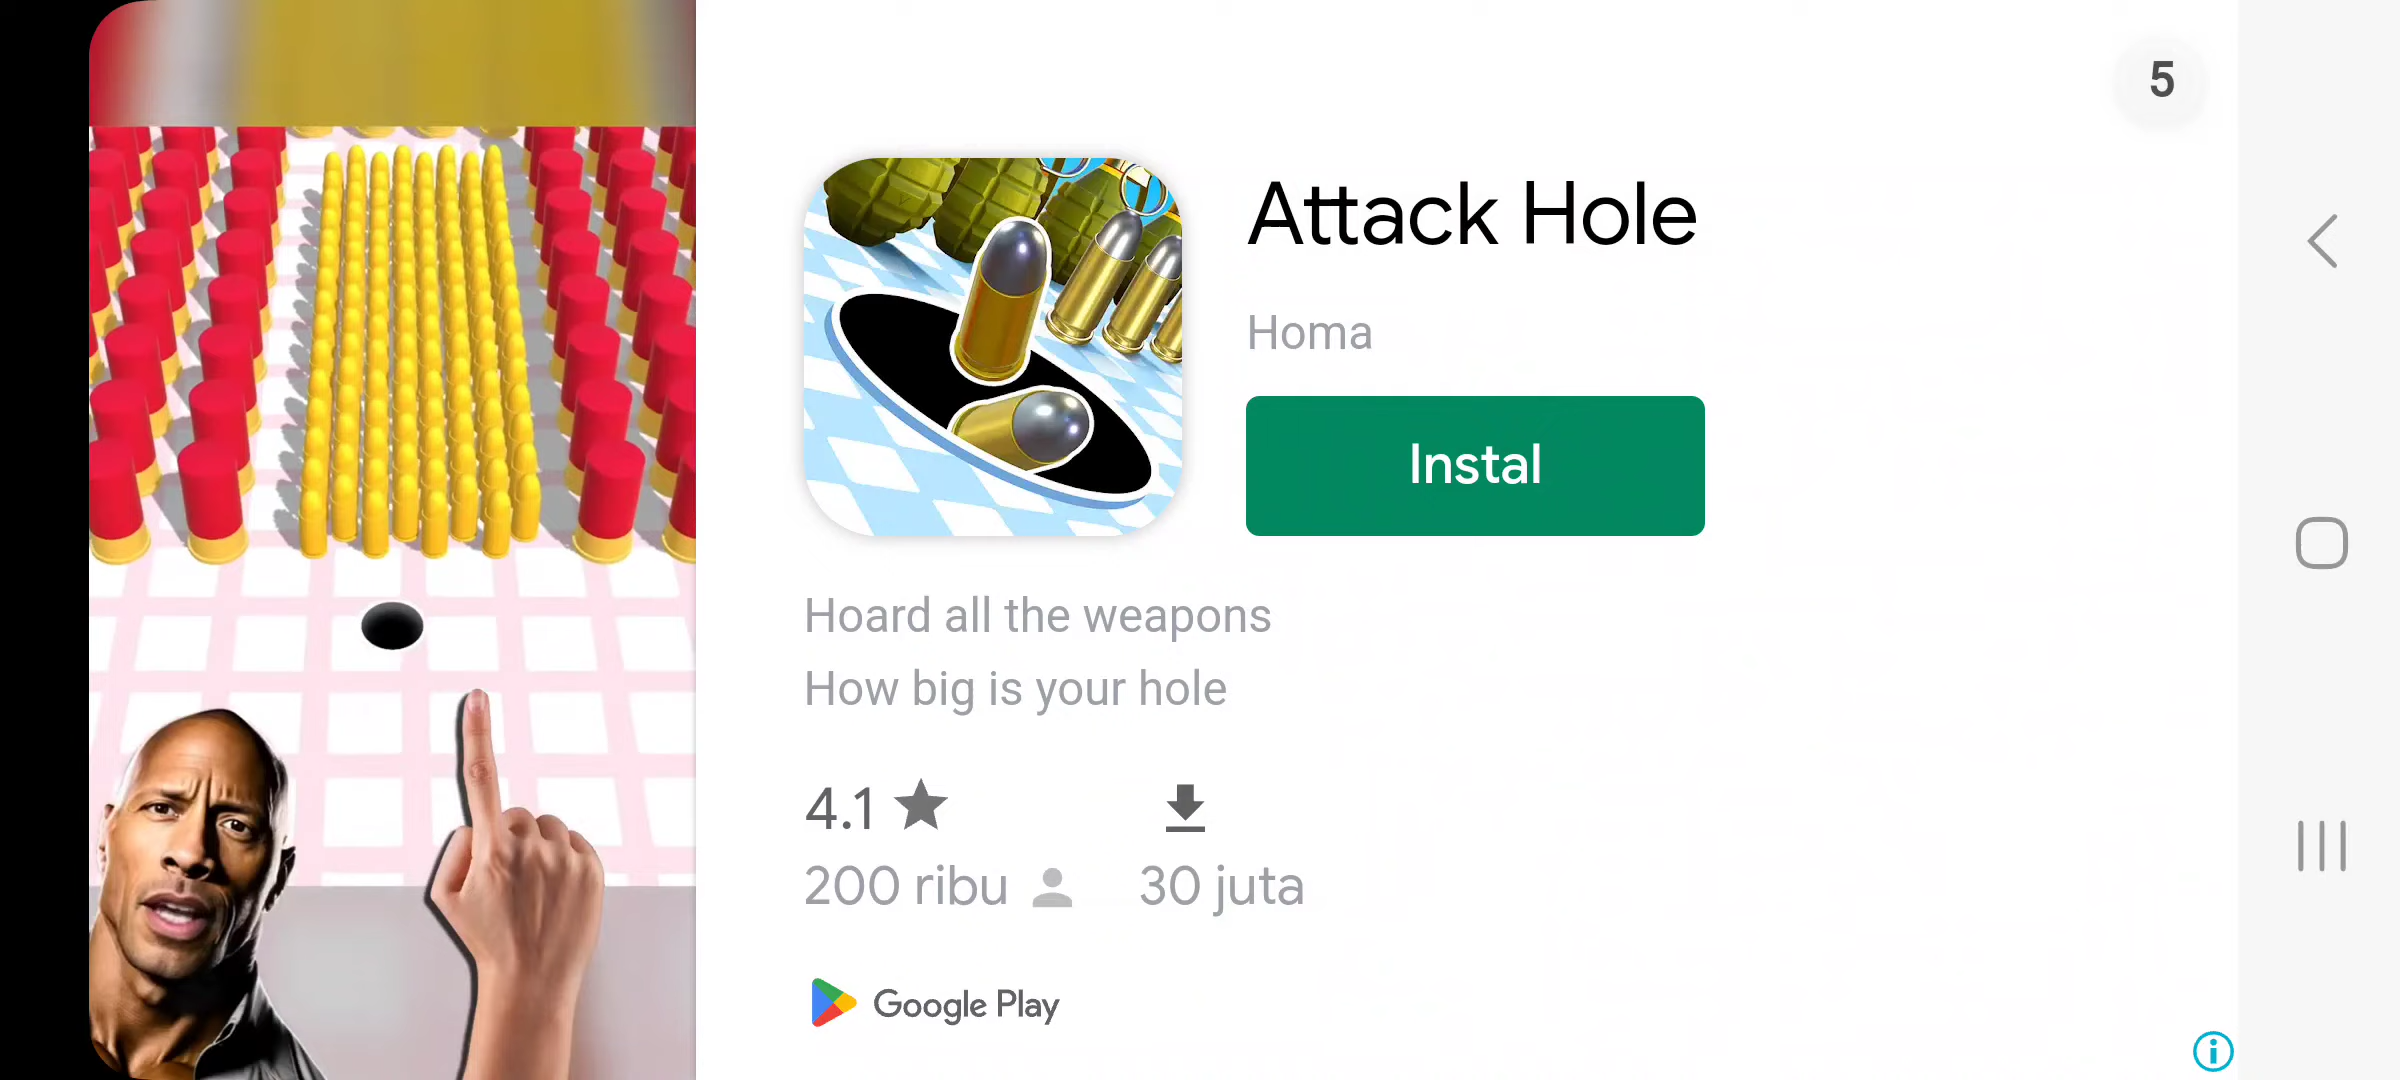 5
Attack Hole
Homa
Instal
Hoard all the weapons
How big is your hole
4.1
200 ribu
30 juta
Google Play